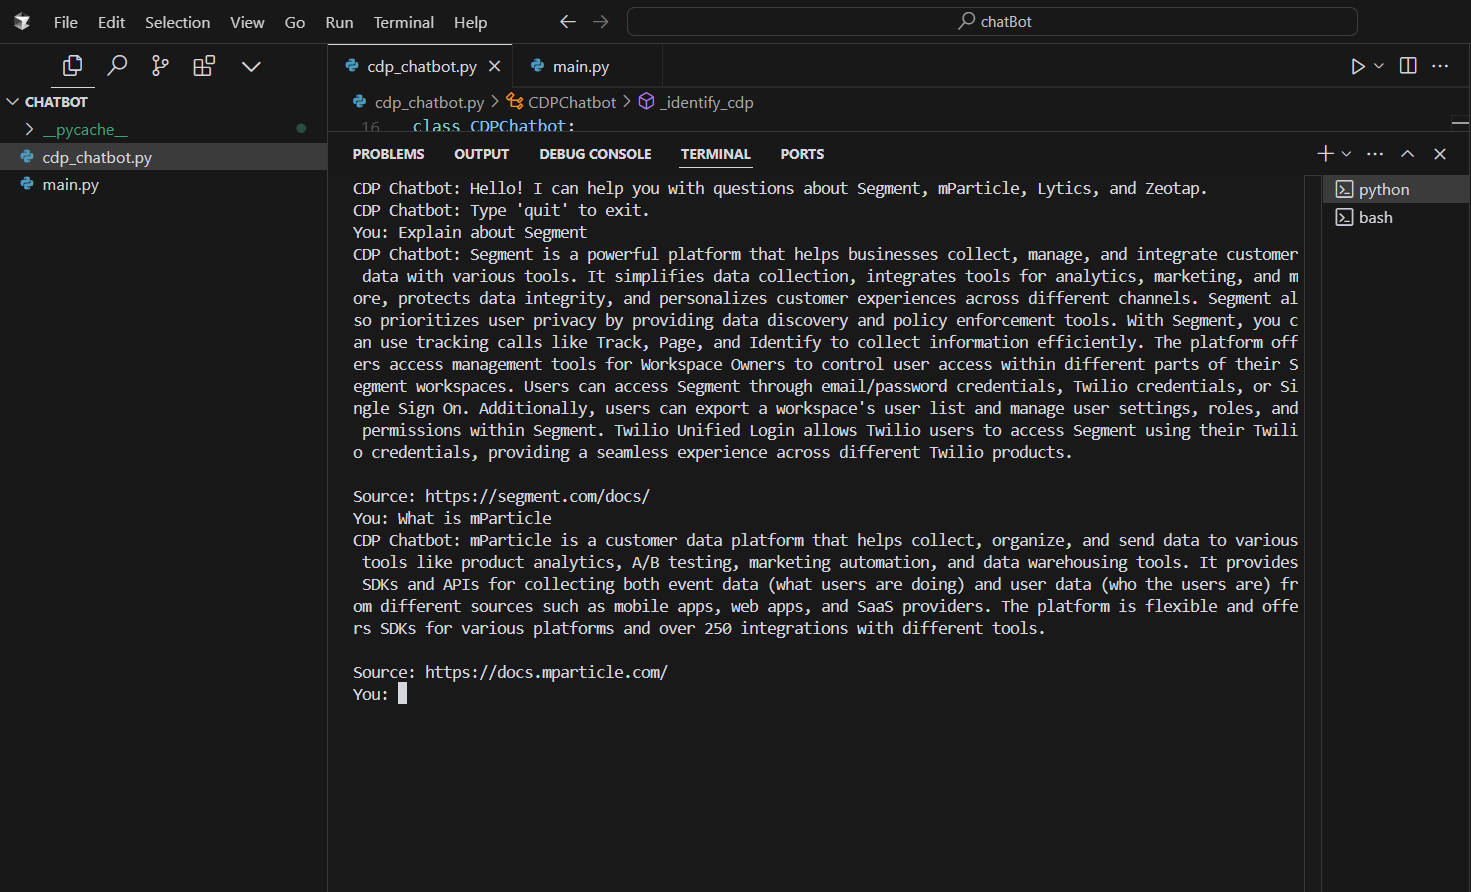 File Edit Selection View Go Run Terminal Help
chatBot
CHATBOT
__pycache__
cdp_chatbot.py
main.py
cdp_chatbot.py
main.py
cdp_chatbot.py > CDPChatbot > _identify_cdp
16 class CDPChatbot:
PROBLEMS OUTPUT DEBUG CONSOLE TERMINAL PORTS
CDP Chatbot: Hello! I can help you with questions about Segment, mParticle, Lytics, and Zeotap.
CDP Chatbot: Type 'quit' to exit.
You: Explain about Segment
CDP Chatbot: Segment is a powerful platform that helps businesses collect, manage, and integrate customer
data with various tools. It simplifies data collection, integrates tools for analytics, marketing, and m
ore, protects data integrity, and personalizes customer experiences across different channels. Segment al
so prioritizes user privacy by providing data discovery and policy enforcement tools. With Segment, you c
an use tracking calls like Track, Page, and Identify to collect information efficiently. The platform off
ers access management tools for Workspace Owners to control user access within different parts of their S
egment workspaces. Users can access Segment through email/password credentials, Twilio credentials, or Si
ngle Sign On. Additionally, users can export a workspace's user list and manage user settings, roles, and
permissions within Segment. Twilio Unified Login allows Twilio users to access Segment using their Twili
o credentials, providing a seamless experience across different Twilio products.
Source: https://segment.com/docs/
You: What is mParticle
CDP Chatbot: mParticle is a customer data platform that helps collect, organize, and send data to various
tools like product analytics, A/B testing, marketing automation, and data warehousing tools. It provides
SDKs and APIs for collecting both event data (what users are doing) and user data (who the users are) fr
om different sources such as mobile apps, web apps, and SaaS providers. The platform is flexible and offe
rs SDKs for various platforms and over 250 integrations with different tools.
Source: https://docs.mparticle.com/
You:
python
bash